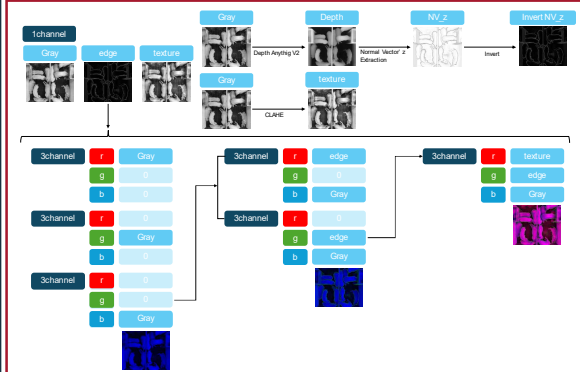 Gray
Depth
NV_z
Invert NV_z
1channel
Gray
edge
texture
Depth Anythig V2
Normal 'Vector' z
Extraction
Invert
Gray
texture
CLAHE
3channel
r
Gray
g
0
b
0
3channel
r
0
g
Gray
b
0
3channel
r
0
g
0
b
Gray
3channel
r
edge
g
0
b
Gray
3channel
r
0
g
edge
b
Gray
3channel
r
texture
g
edge
b
Gray